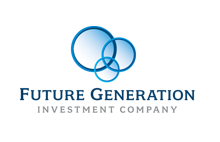 FUTURE GENERATION
INVESTMENT COMPANY